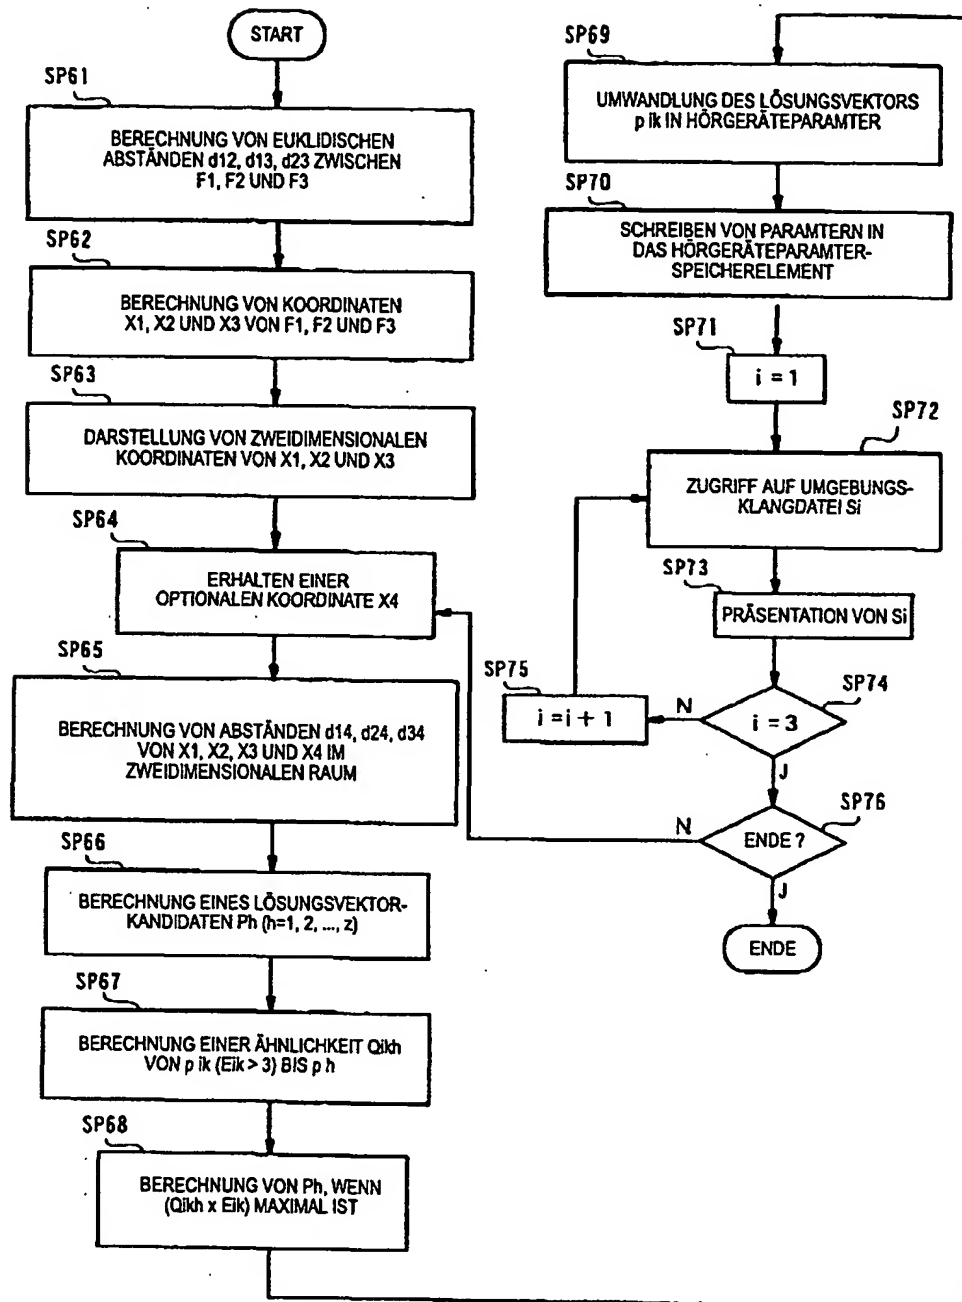 START
SP61
BERECHNUNG VON EUKLIDISCHEN
ABSTÄNDEN d12, d13, d23 ZWISCHEN
F1, F2 UND F3
SP62
BERECHNUNG VON KOORDINATEN
X1, X2 UND X3 VON F1, F2 UND F3
SP63
DARSTELLUNG VON ZWEIDIMENSIONALEN
KOORDINATEN VON X1, X2 UND X3
SP64
ERHALTEN EINER
OPTIONALEN KOORDINATE X4
SP65
BERECHNUNG VON ABSTÄNDEN d14, d24, d34
VON X1, X2, X3 UND X4 IM
ZWEIDIMENSIONALEN RAUM
SP66
BERECHNUNG EINES LÖSUNGSVEKTOR-
KANDIDATEN Ph (h=1, 2, ..., z)
SP67
BERECHNUNG EINER ÄHNLICHKEIT Qikh
VON p ik (Eik > 3) BIS p h
SP68
BERECHNUNG VON Ph, WENN
(Qikh x Eik) MAXIMAL IST
SP69
UMWANDLUNG DES LÖSUNGSVEKTORS
p ik IN HÖRGERÄTEPARAMTER
SP70
SCHREIBEN VON PARAMTERN IN
DAS HÖRGERÄTEPARAMTER-
SPEICHERELEMENT
SP71
i = 1
SP72
ZUGRIFF AUF UMGEBUNGS-
KLANGDATEI Si
SP73
PRÄSENTATION VON Si
SP74
i = 3
N
J
SP75
i = i + 1
SP76
ENDE ?
N
J
ENDE